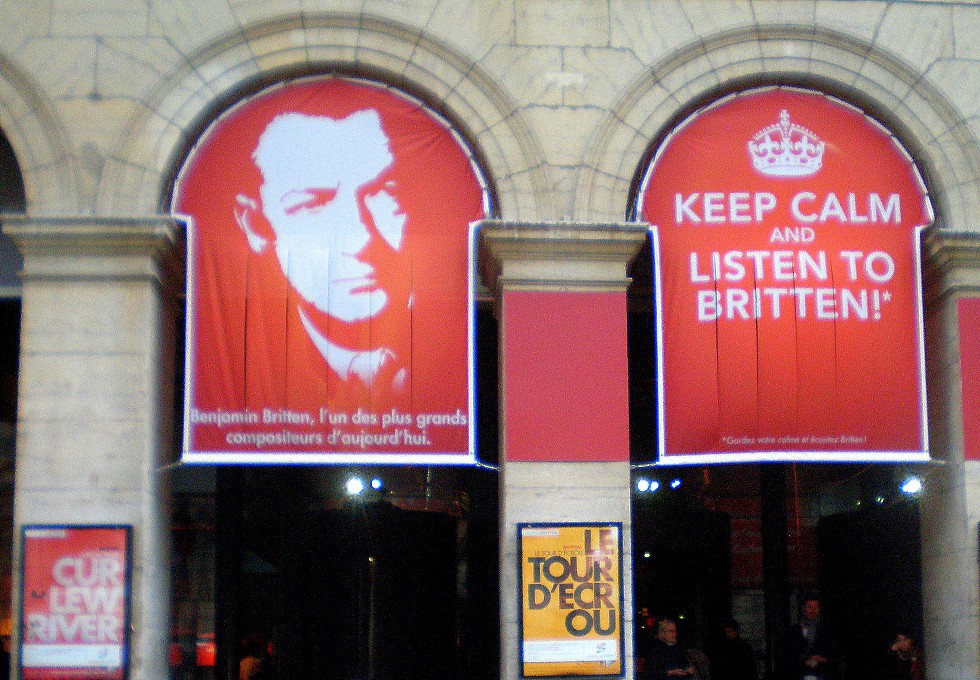 Benjamin Britten, l'un des plus grands
compositeurs d'aujourd'hui.
KEEP CALM
AND
LISTEN TO
BRITTEN!*
*Gardez votre calme et écoutez Britten!
CUR
LEW
RIVER
LE
TOUR
D'ECR
OU